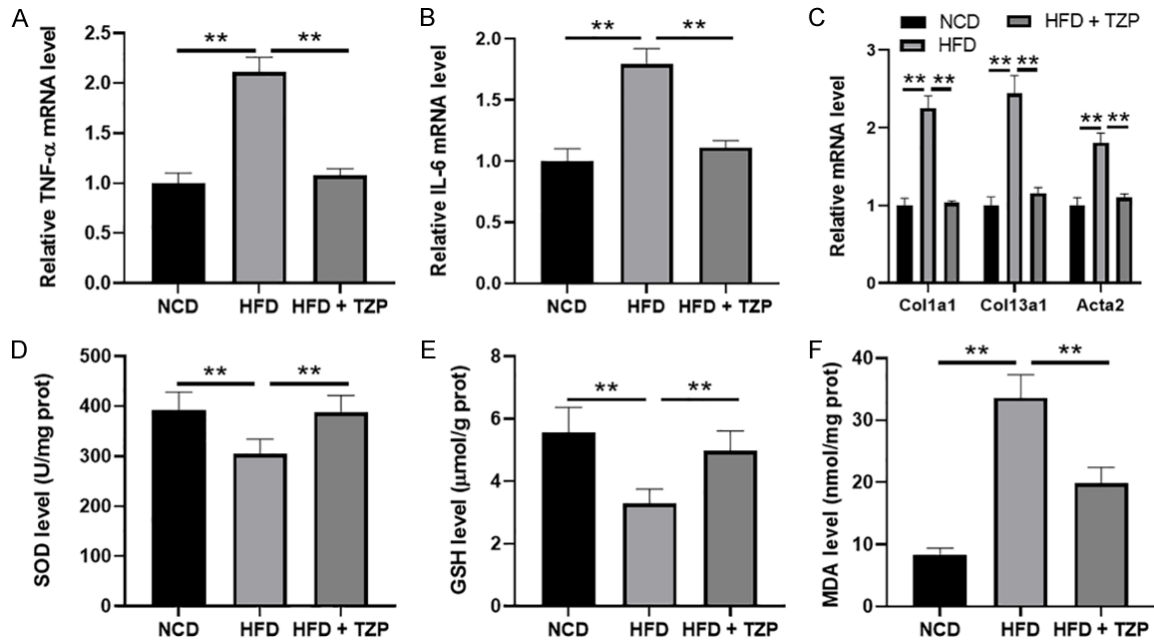 A
Relative TNF-α mRNA level
2.5
2.0
1.5
1.0
0.5
0.0
** **
NCD HFD HFD + TZP
B
Relative IL-6 mRNA level
2.0
1.5
1.0
0.5
0.0
** **
NCD HFD HFD + TZP
C
NCD HFD + TZP
HFD
Relative mRNA level
3
2
1
0
** ** ** ** ** **
Col1a1 Col13a1 Acta2
D
SOD level (U/mg prot)
500
400
300
200
100
0
** **
NCD HFD HFD + TZP
E
GSH level (μmol/g prot)
8
6
4
2
0
** **
NCD HFD HFD + TZP
F
MDA level (nmol/mg prot)
40
30
20
10
0
** **
NCD HFD HFD + TZP